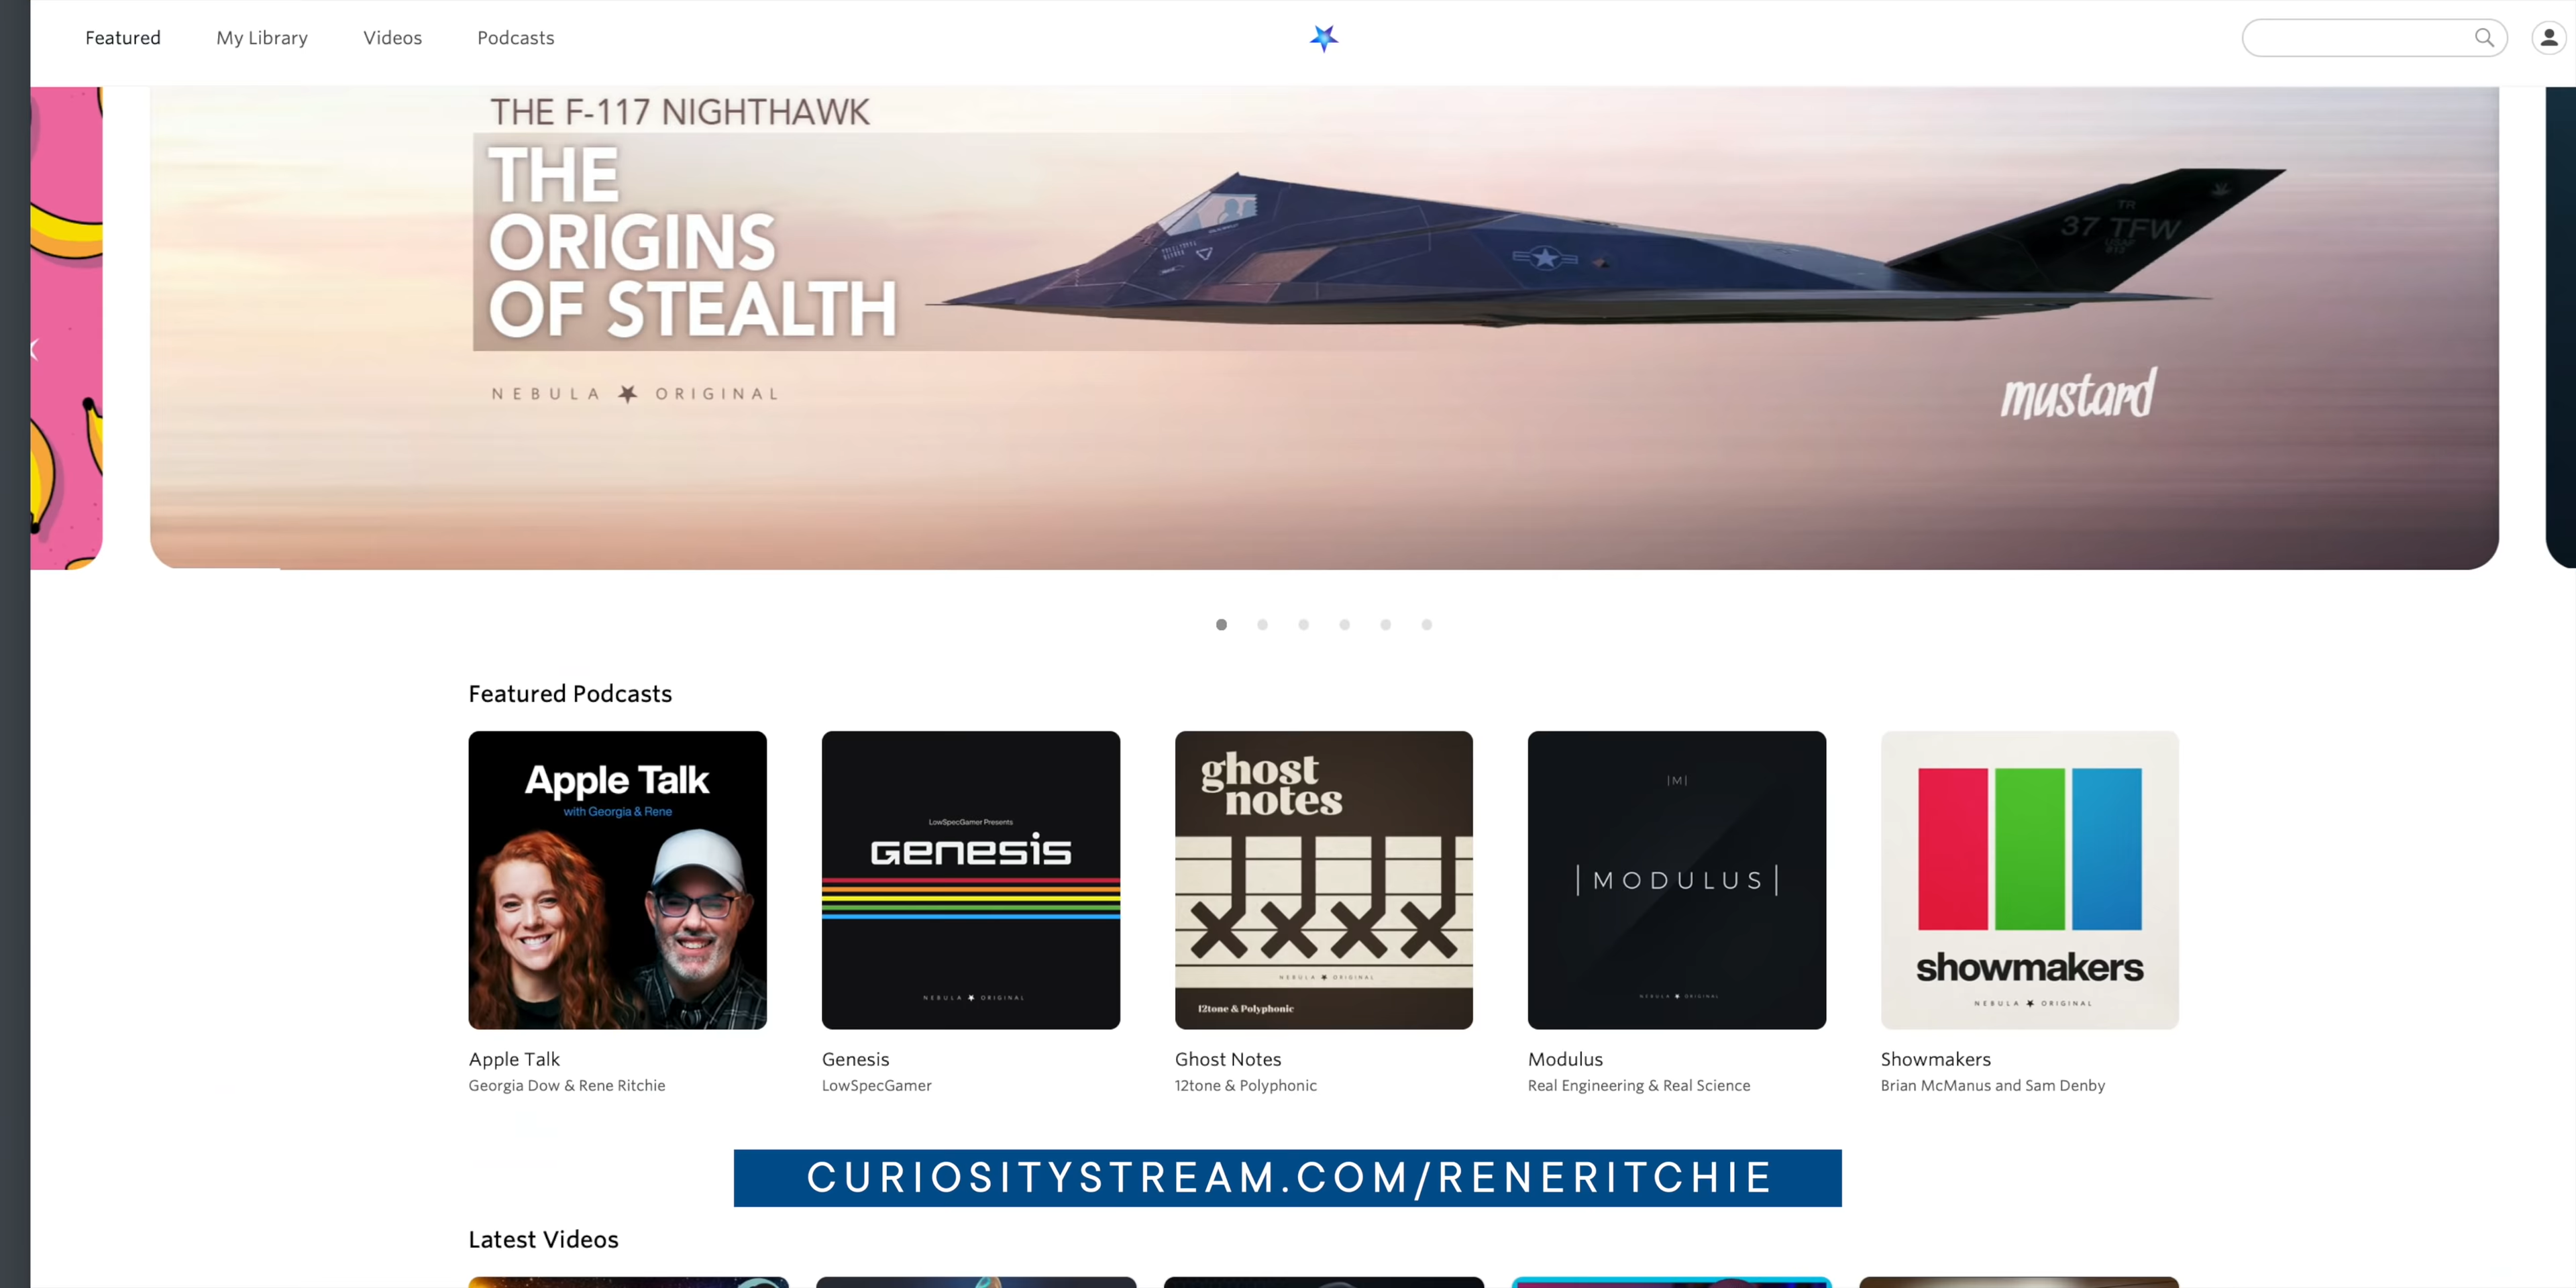 Featured
My Library
Videos
Podcasts
THE F-117 NIGHTHAWK
THE
ORIGINS
OF STEALTH
TR
37 TFW
NEBULA ORIGINAL
mustard
Featured Podcasts
Apple Talk
with Georgia & Rene
LowSpecGamer Presents
GENESIS
NEBULA ORIGINAL
ghost
notes
NEBULA ORIGINAL
12tone & Polyphonic
|M|
|MODULUS|
NEBULA ORIGINAL
showmakers
NEBULA ORIGINAL
Apple Talk
Georgia Dow & Rene Ritchie
Genesis
LowSpecGamer
Ghost Notes
12tone & Polyphonic
Modulus
Real Engineering & Real Science
Showmakers
Brian McManus and Sam Denby
CURIOSITYSTREAM.COM/RENERITCHIE
Latest Videos